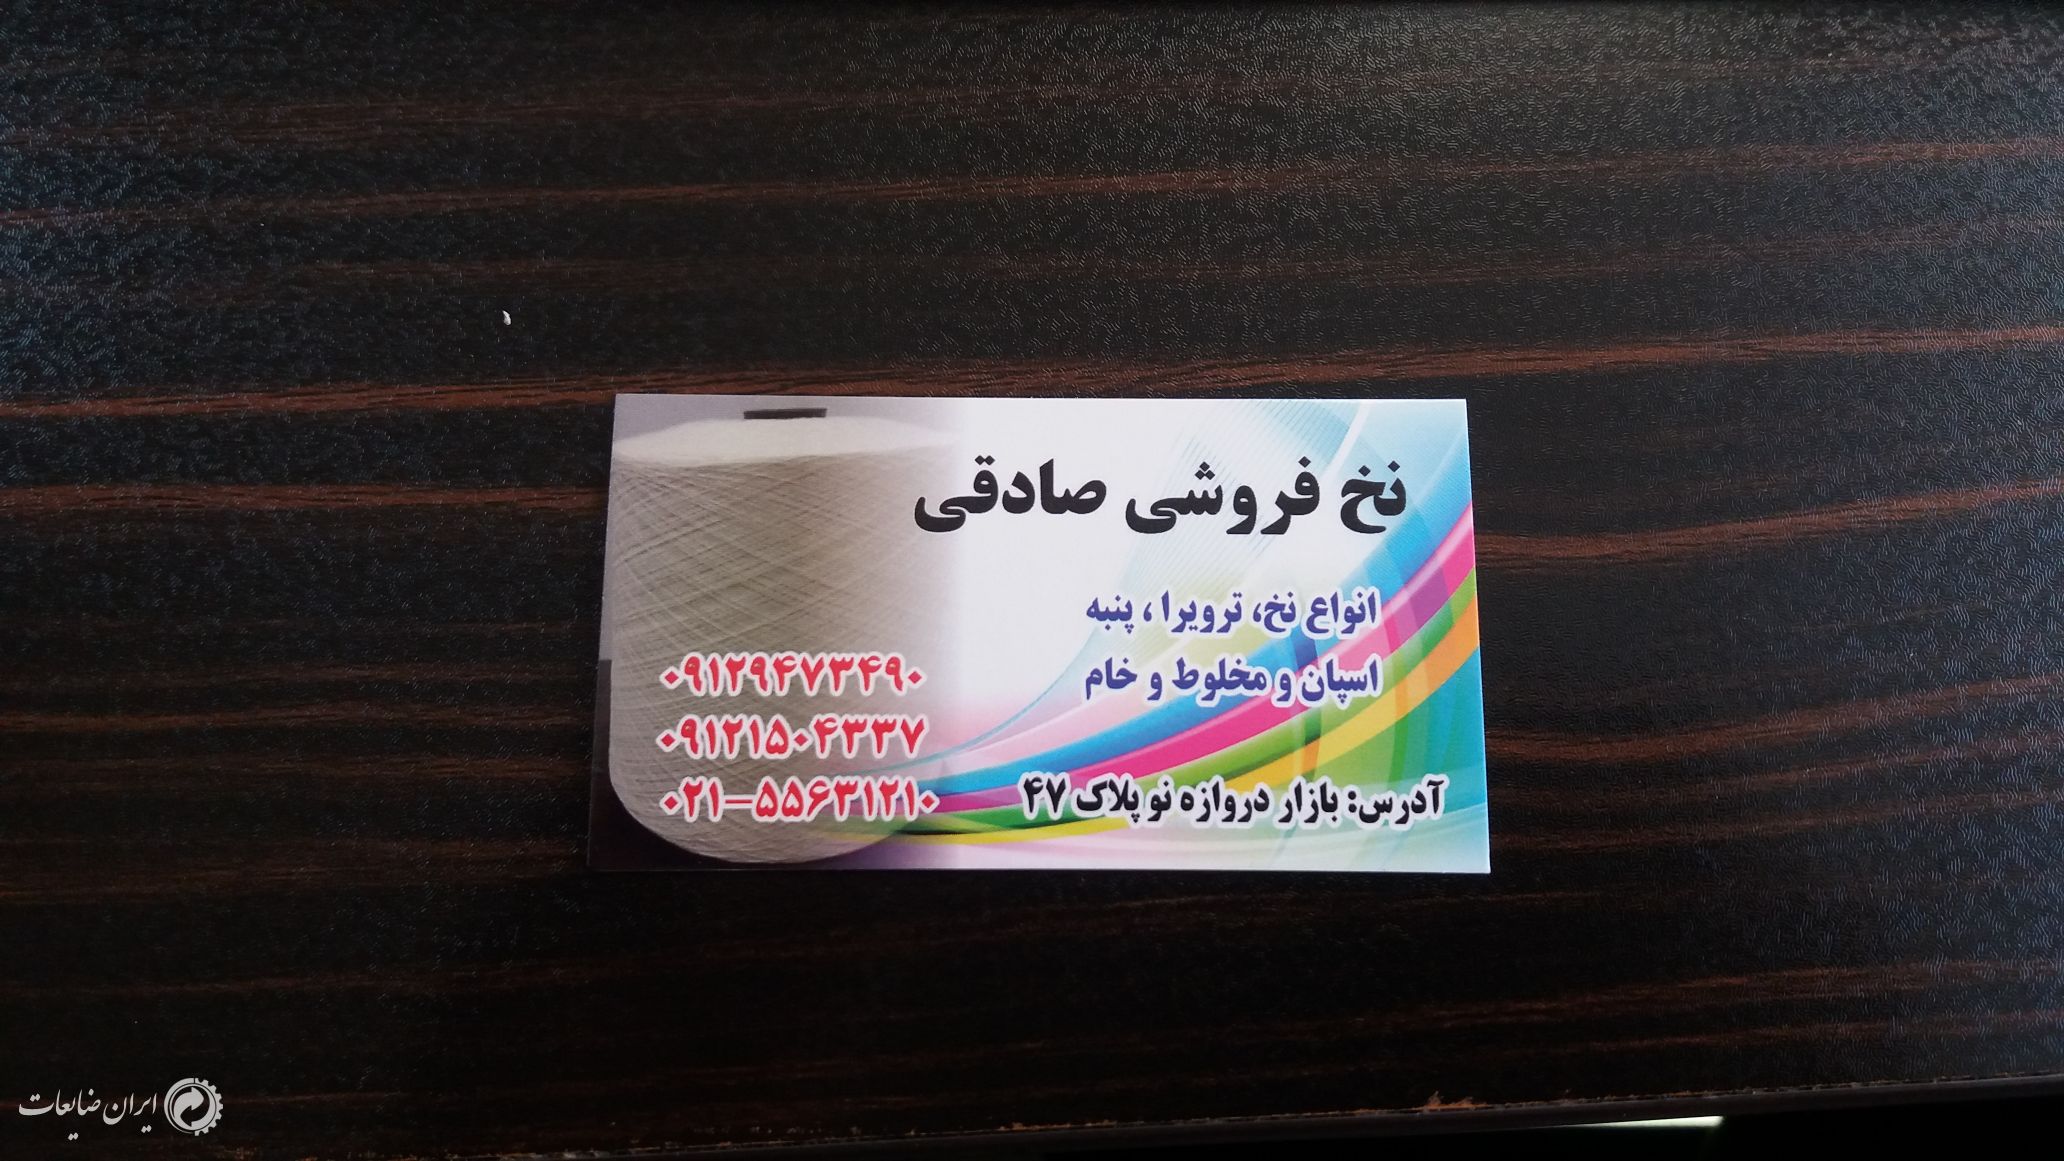 نخ فروشی صادقی
انواع نخ، ترویرا ، پنبه
اسپان و مخلوط و خام
۰۹۱۲۹۴۷۳۴۹۰
۰۹۱۲۱۵۰۴۳۳۷
۰۲۱-۵۵۶۳۱۲۱۰
آدرس: بازار دروازه نو پلاک ۴۷
ایران ضایعات